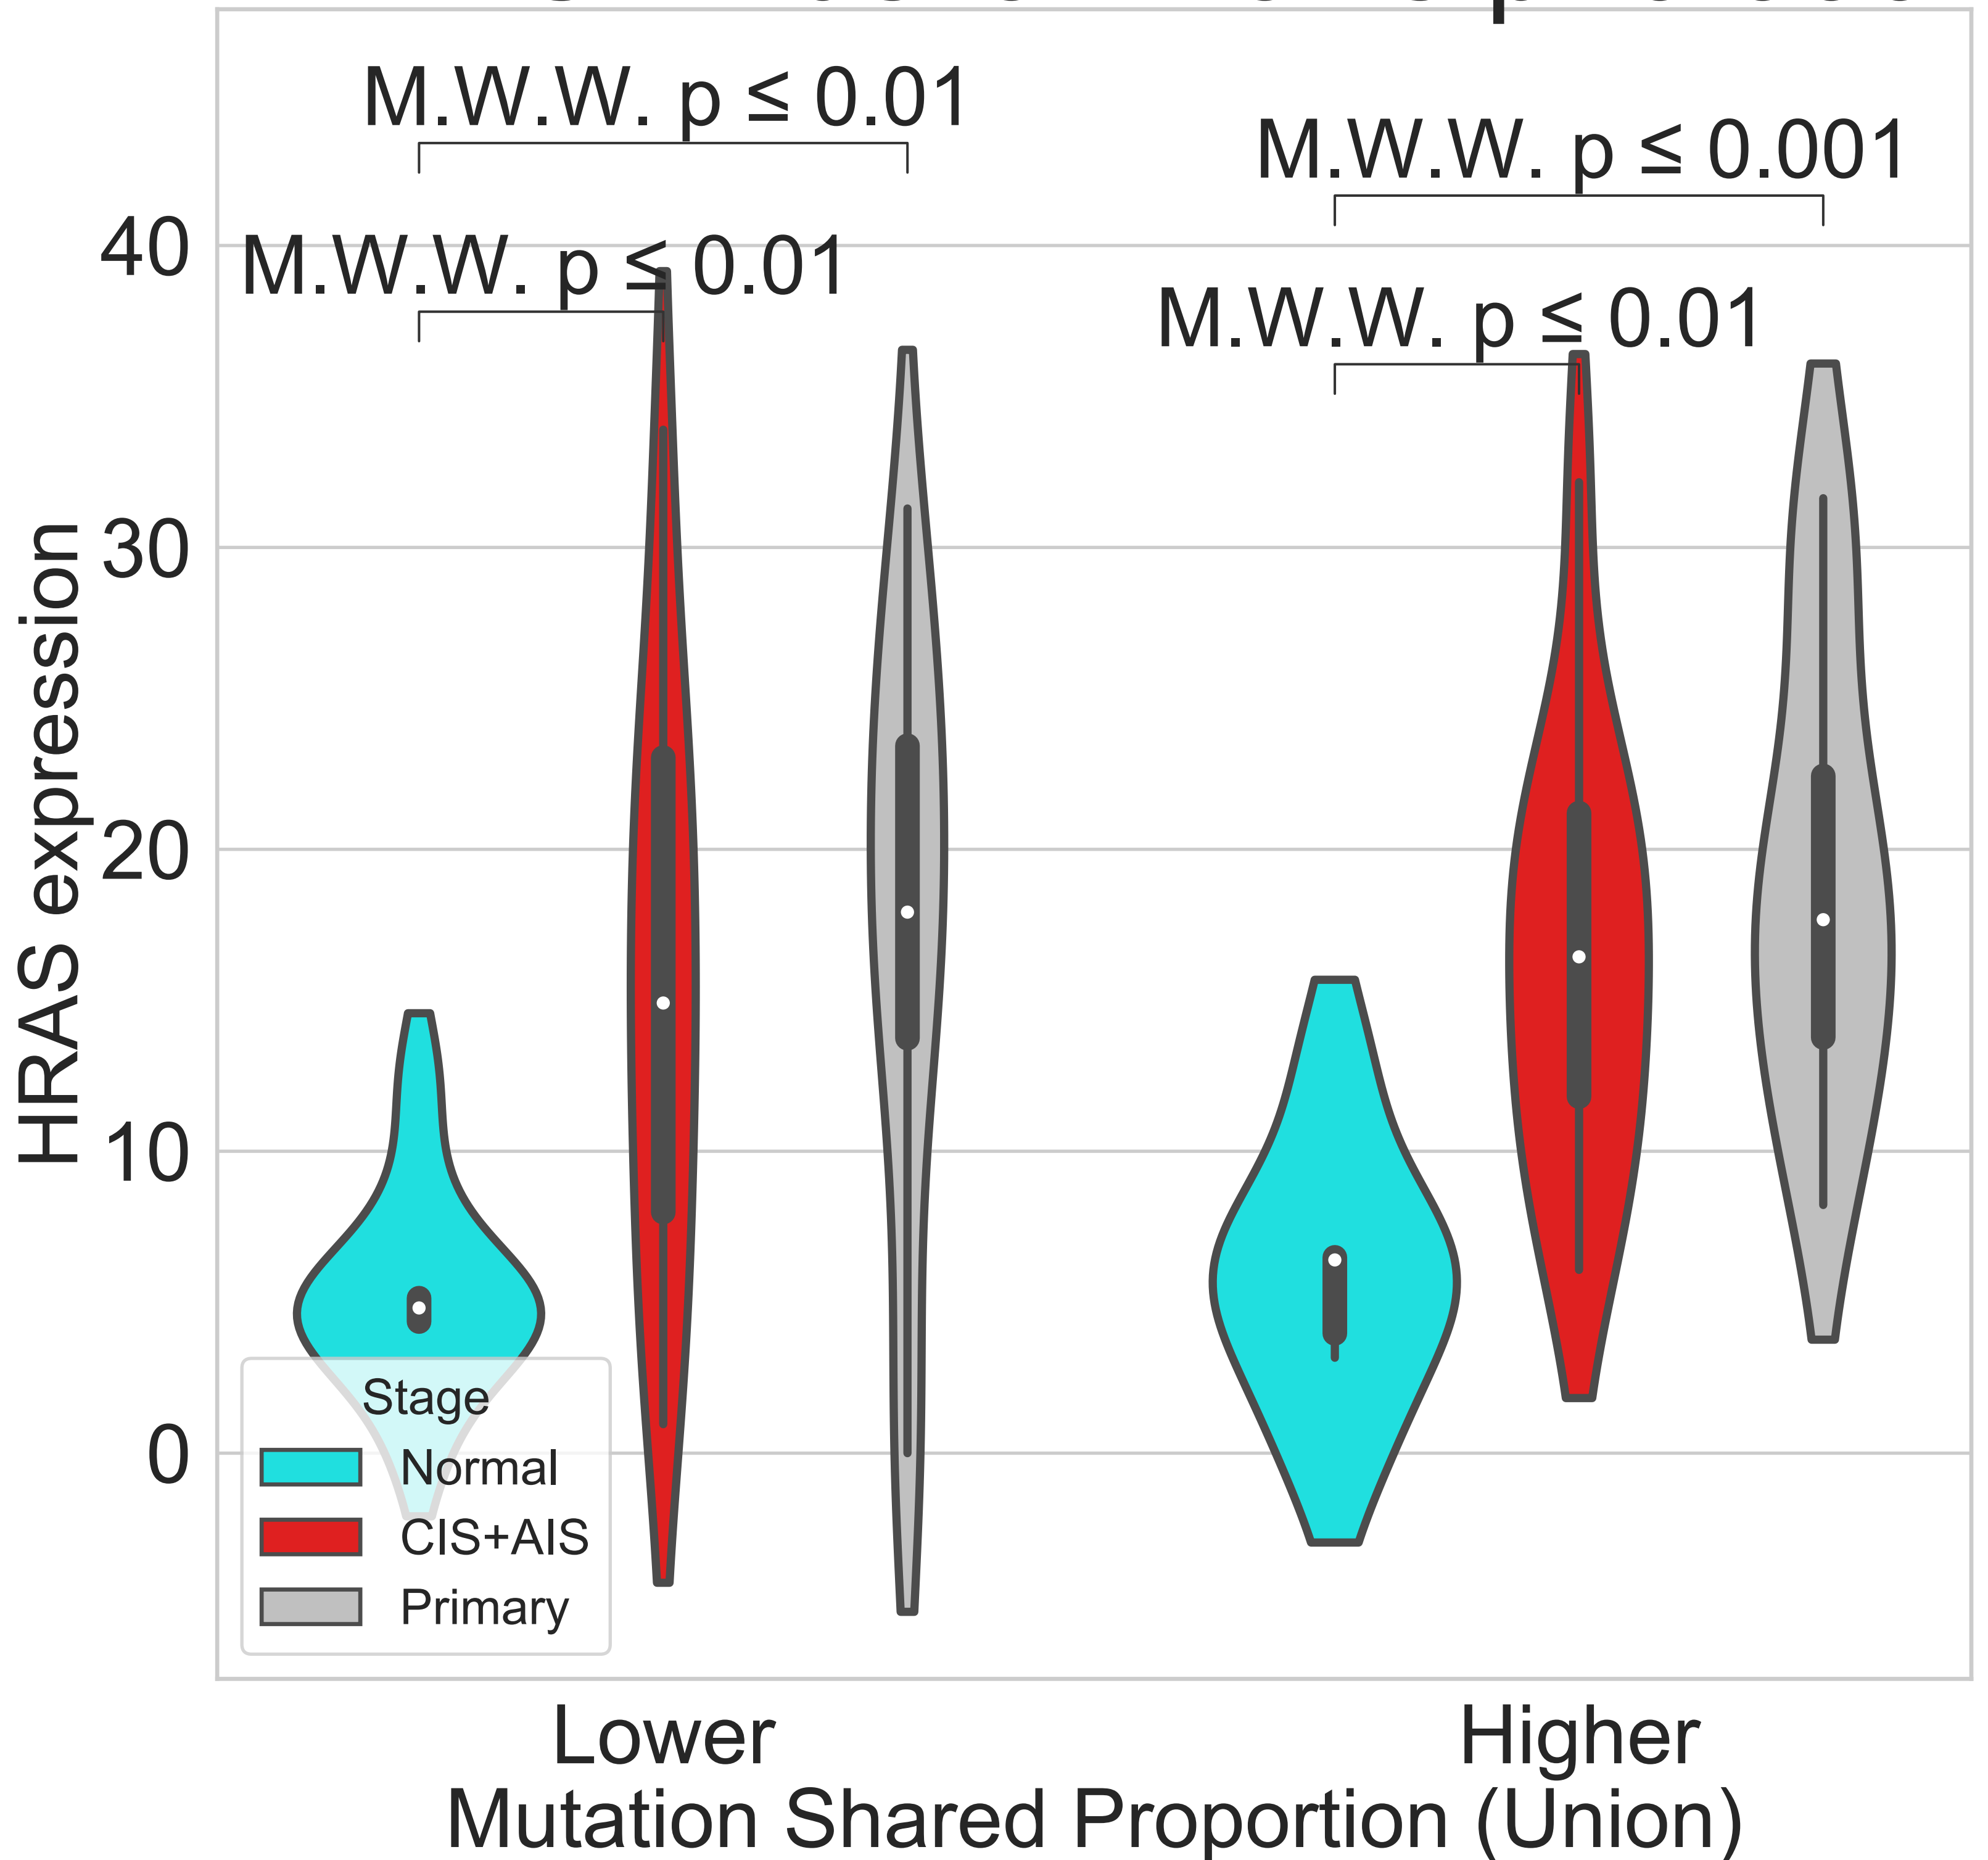 M.W.W. p ≤ 0.01
M.W.W. p ≤ 0.001
M.W.W. p ≤ 0.01
M.W.W. p ≤ 0.01
40
30
20
10
0
HRAS expression
Stage
Normal
CIS+AIS
Primary
Lower
Higher
Mutation Shared Proportion (Union)